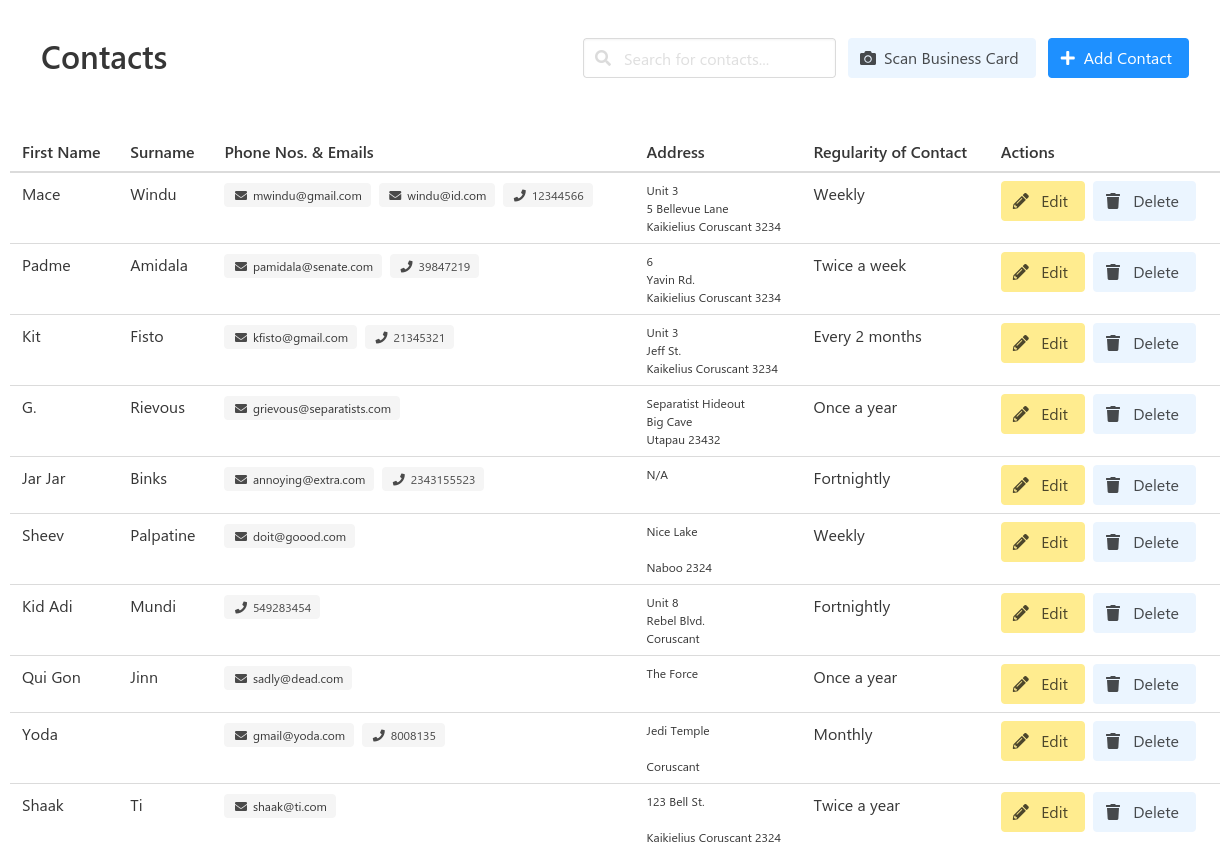 Contacts
Search for contacts...
Scan Business Card
Add Contact
First Name Surname Phone Nos. & Emails Address Regularity of Contact Actions
Mace Windu mwindu@gmail.com windu@id.com 12344566 Unit 3 Weekly Edit Delete
5 Bellevue Lane
Kaikielius Coruscant 3234
Padme Amidala pamidala@senate.com 39847219 6 Twice a week Edit Delete
Yavin Rd.
Kaikielius Coruscant 3234
Kit Fisto kfisto@gmail.com 21345321 Unit 3 Every 2 months Edit Delete
Jeff St.
Kaikelius Coruscant 3234
G. Rievous grievous@separatists.com Separatist Hideout Once a year Edit Delete
Big Cave
Utapau 23432
Jar Jar Binks annoying@extra.com 2343155523 N/A Fortnightly Edit Delete
Sheev Palpatine doit@goood.com Nice Lake Weekly Edit Delete
Naboo 2324
Kid Adi Mundi 549283454 Unit 8 Fortnightly Edit Delete
Rebel Blvd.
Coruscant
Qui Gon Jinn sadly@dead.com The Force Once a year Edit Delete
Yoda gmail@yoda.com 8008135 Jedi Temple Monthly Edit Delete
Coruscant
Shaak Ti shaak@ti.com 123 Bell St. Twice a year Edit Delete
Kaikielius Coruscant 2324